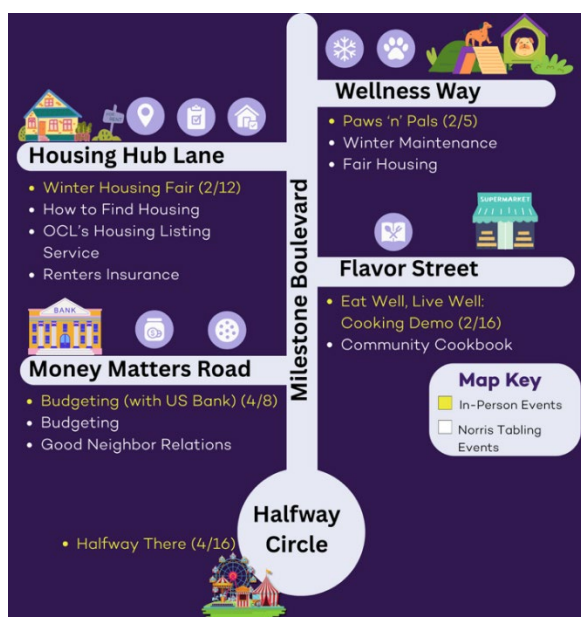 Wellness Way
• Paws ‘n’ Pals (2/5)
• Winter Maintenance
• Fair Housing
Housing Hub Lane
• Winter Housing Fair (2/12)
• How to Find Housing
• OCL’s Housing Listing
Service
• Renters Insurance
Milestone Boulevard
SUPERMARKET
Flavor Street
• Eat Well, Live Well:
Cooking Demo (2/16)
• Community Cookbook
BANK
Money Matters Road
• Budgeting (with US Bank) (4/8)
• Budgeting
• Good Neighbor Relations
Map Key
In-Person Events
Norris Tabling
Events
Halfway
Circle
• Halfway There (4/16)